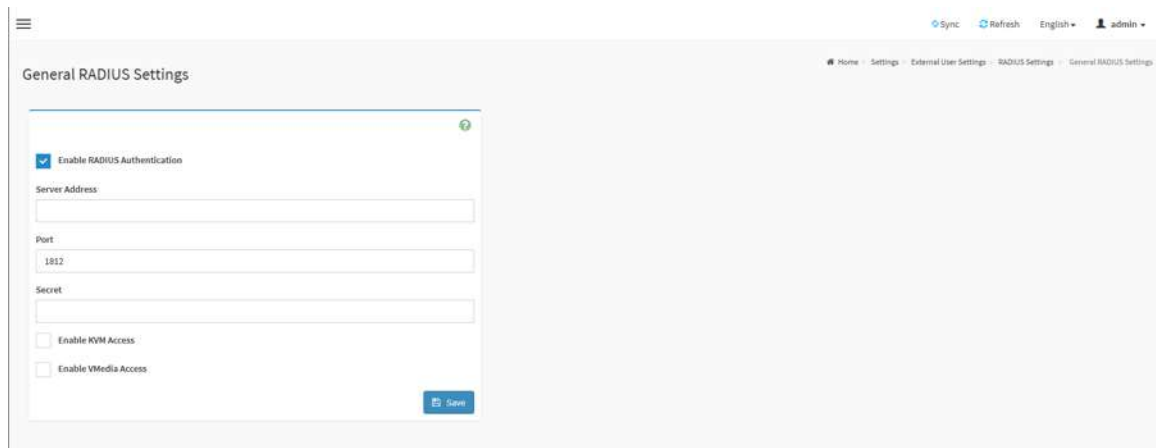 Sync Refresh English admin
Home Settings External User Settings RADIUS Settings General RADIUS Settings
General RADIUS Settings
Enable RADIUS Authentication
Server Address
Port
1812
Secret
Enable KVM Access
Enable VMedia Access
Save